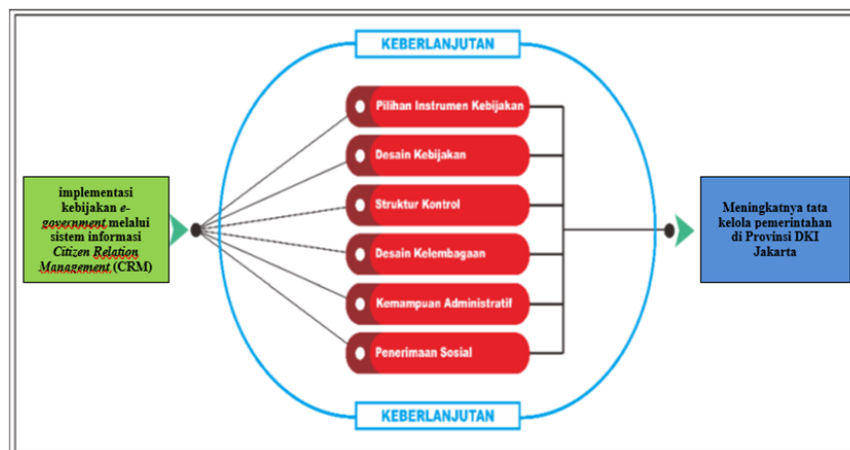 KEBERLANJUTAN
Pilihan Instrumen Kebijakan
Desain Kebijakan
Struktur Kontrol
Desain Kelembagaan
Kemampuan Administratif
Penerimaan Sosial
implementasi
kebijakan e-
government melalui
sistem informasi
Citizen Relation
Management (CRM)
Meningkatnya tata
kelola pemerintahan
di Provinsi DKI
Jakarta
KEBERLANJUTAN